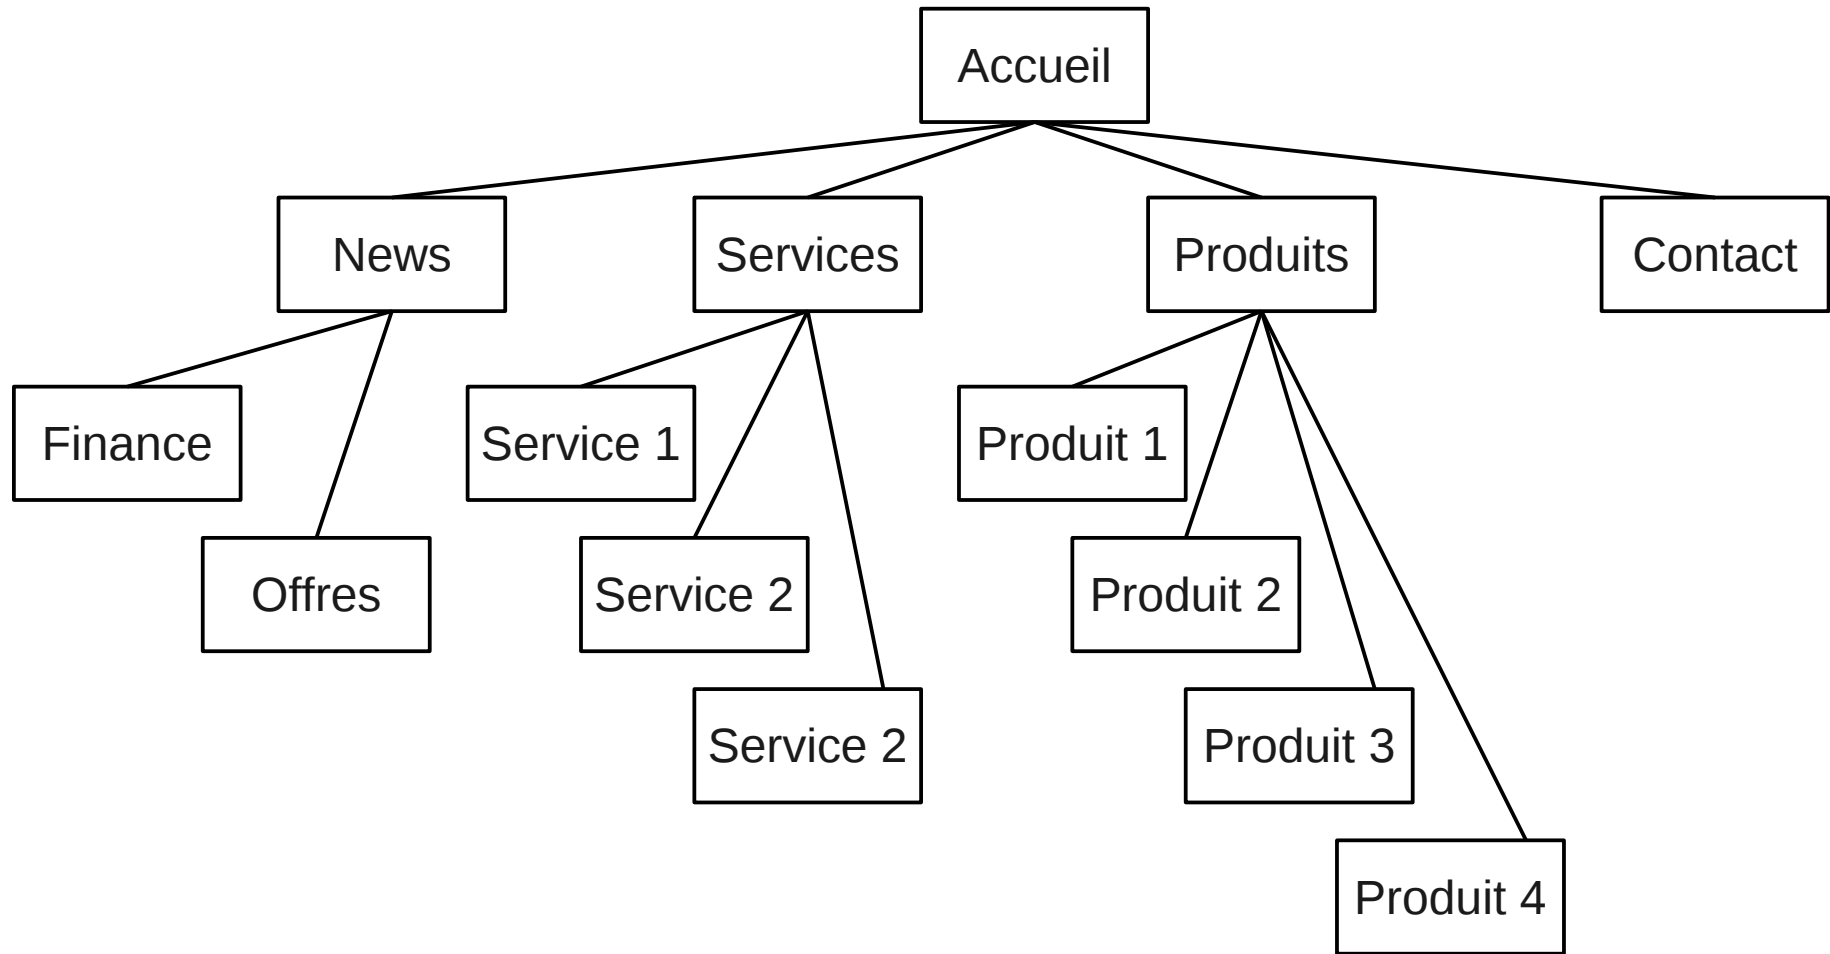 Accueil
News
Services
Produits
Contact
Finance
Service 1
Produit 1
Offres
Service 2
Produit 2
Service 2
Produit 3
Produit 4